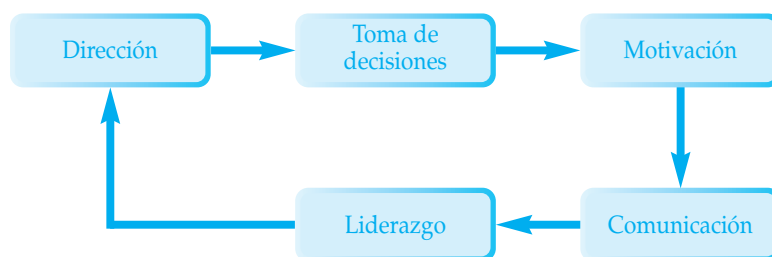 Dirección
Toma de
decisiones
Motivación
Comunicación
Liderazgo